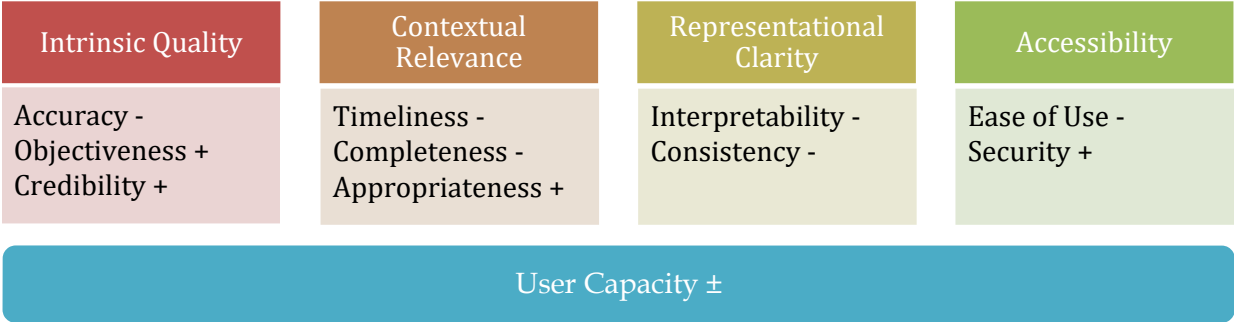 Intrinsic Quality
Accuracy -
Objectiveness +
Credibility +
Contextual
Relevance
Timeliness -
Completeness -
Appropriateness +
Representational
Clarity
Interpretability -
Consistency -
Accessibility
Ease of Use -
Security +
User Capacity ±